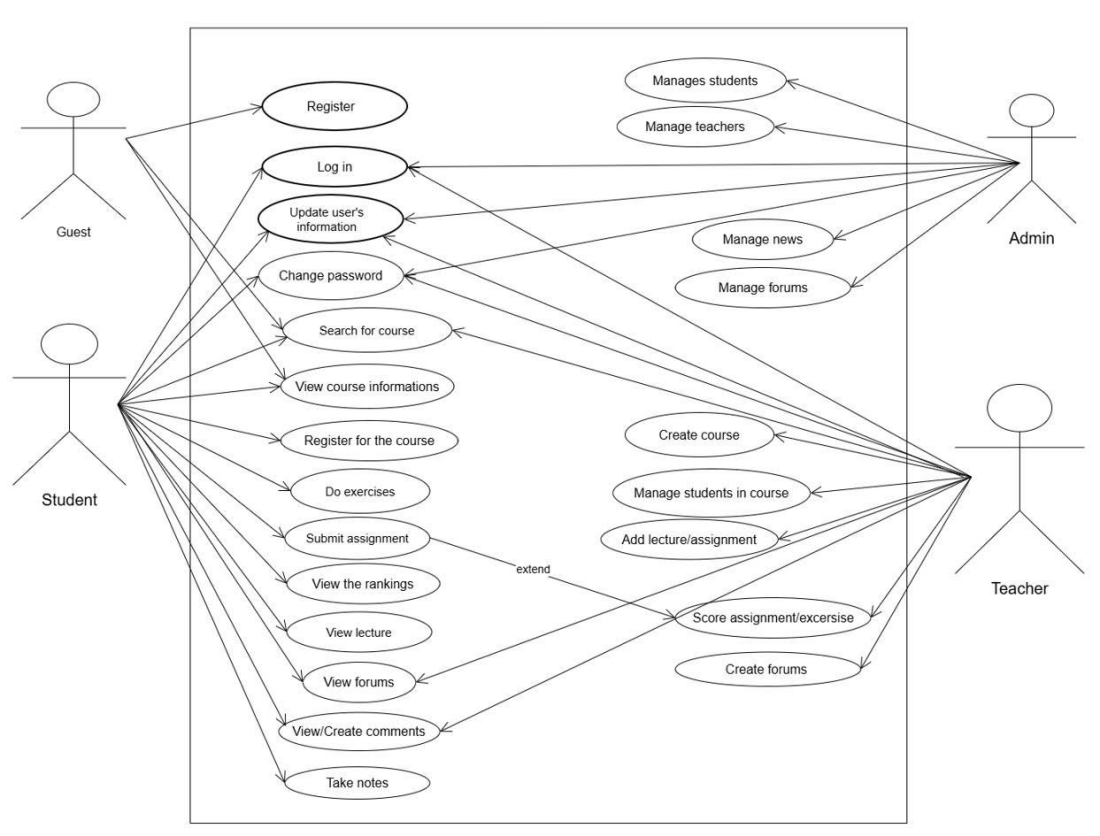 Manages students
Register
Manage teachers
Log in
Update user's
information
Guest
Manage news
Admin
Change password
Manage forums
Search for course
View course informations
Create course
Register for the course
Do exercises
Manage students in course
Student
Submit assignment
Add lecture/assignment
extend
View the rankings
Teacher
Score assignment/excersise
View lecture
Create forums
View forums
View/Create comments
Take notes